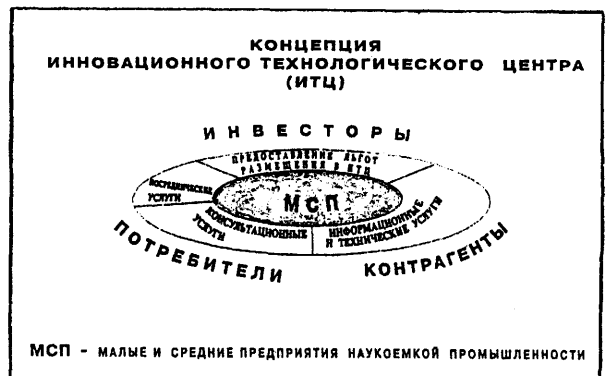 КОНЦЕПЦИЯ
ИННОВАЦИОННОГО ТЕХНОЛОГИЧЕСКОГО ЦЕНТРА
(ИТЦ)
ИНВЕСТОРЫ
ПРЕДОСТАВЛЕНИЕ ЛЬГОТ
РАЗМЕЩЕНИЯ В ИТЦ
ПОСРЕДНИЧЕСКИЕ
УСЛУГИ
МСП
КОНСУЛЬТАЦИОННЫЕ
УСЛУГИ
ИНФОРМАЦИОННЫЕ
И ТЕХНИЧЕСКИЕ УСЛУГИ
ПОТРЕБИТЕЛИ
КОНТРАГЕНТЫ
МСП - МАЛЫЕ И СРЕДНИЕ ПРЕДПРИЯТИЯ НАУКОЕМКОЙ ПРОМЫШЛЕННОСТИ